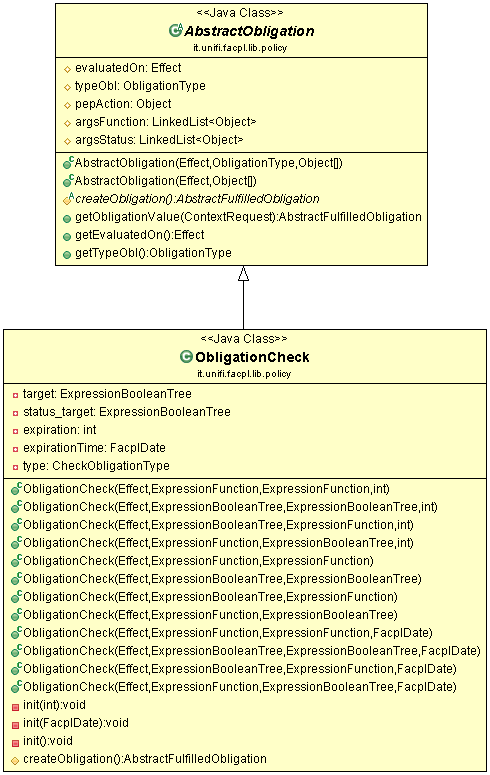 <<Java Class>>
AbstractObligation
it.unifi.facpl.lib.policy
evaluatedOn: Effect
typeObl: ObligationType
pepAction: Object
argsFunction: LinkedList<Object>
argsStatus: LinkedList<Object>
AbstractObligation(Effect,ObligationType,Object[])
AbstractObligation(Effect,Object[])
createObligation():AbstractFulfilledObligation
getObligationValue(ContextRequest):AbstractFulfilledObligation
getEvaluatedOn():Effect
getTypeObl():ObligationType
<<Java Class>>
ObligationCheck
it.unifi.facpl.lib.policy
target: ExpressionBooleanTree
status_target: ExpressionBooleanTree
expiration: int
expirationTime: FacplDate
type: CheckObligationType
ObligationCheck(Effect,ExpressionFunction,ExpressionFunction,int)
ObligationCheck(Effect,ExpressionBooleanTree,ExpressionBooleanTree,int)
ObligationCheck(Effect,ExpressionBooleanTree,ExpressionFunction,int)
ObligationCheck(Effect,ExpressionFunction,ExpressionBooleanTree,int)
ObligationCheck(Effect,ExpressionFunction,ExpressionFunction)
ObligationCheck(Effect,ExpressionBooleanTree,ExpressionBooleanTree)
ObligationCheck(Effect,ExpressionBooleanTree,ExpressionFunction)
ObligationCheck(Effect,ExpressionFunction,ExpressionBooleanTree)
ObligationCheck(Effect,ExpressionFunction,ExpressionFunction,FacplDate)
ObligationCheck(Effect,ExpressionBooleanTree,ExpressionBooleanTree,FacplDate)
ObligationCheck(Effect,ExpressionBooleanTree,ExpressionFunction,FacplDate)
ObligationCheck(Effect,ExpressionFunction,ExpressionBooleanTree,FacplDate)
init(int):void
init(FacplDate):void
init():void
createObligation():AbstractFulfilledObligation